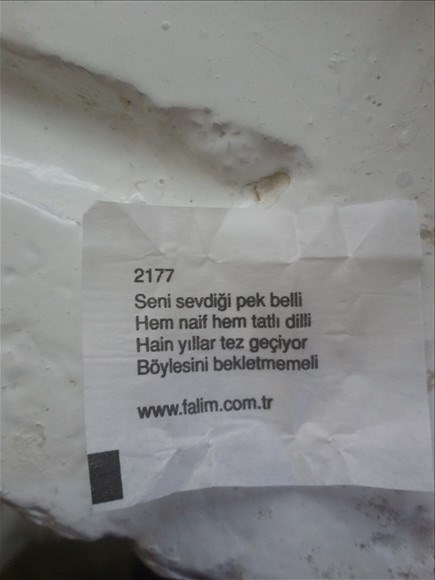 2177
Seni sevdiği pek belli
Hem naif hem tatlı dilli
Hain yıllar tez geçiyor
Böylesini bekletmemeli
www.falim.com.tr